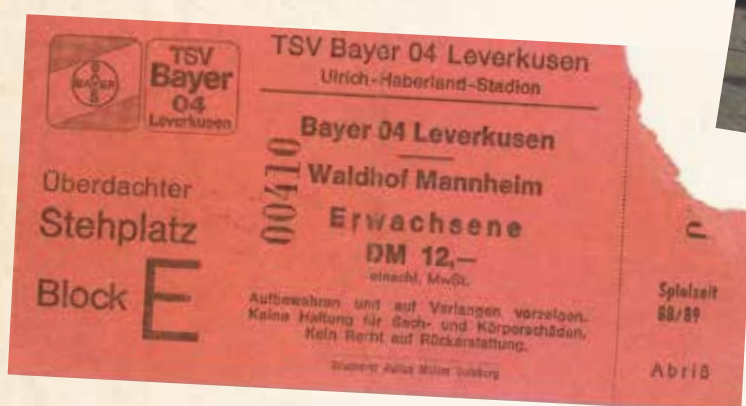 BAYER
TSV
Bayer
04
Leverkusen
TSV Bayer 04 Leverkusen
Ulrich-Haberland-Stadion
Überdachter
Stehplatz
Block E
00410
Bayer 04 Leverkusen
Waldhof Mannheim
Erwachsene
DM 12,—
einschl. MwSt.
Aufbewahren und auf Verlangen vorzeigen.
Keine Haftung für Sach- und Körperschäden.
Kein Recht auf Rückerstattung.
Spielzeit
88/89
Abriß